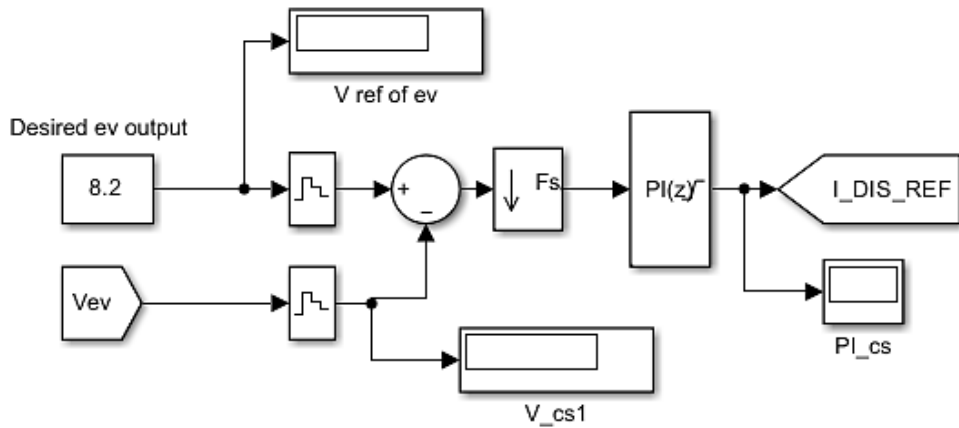 V ref of ev
Desired ev output
8.2
+
−
Fs
PI(z)
I_DIS_REF
Vev
PI_cs
V_cs1